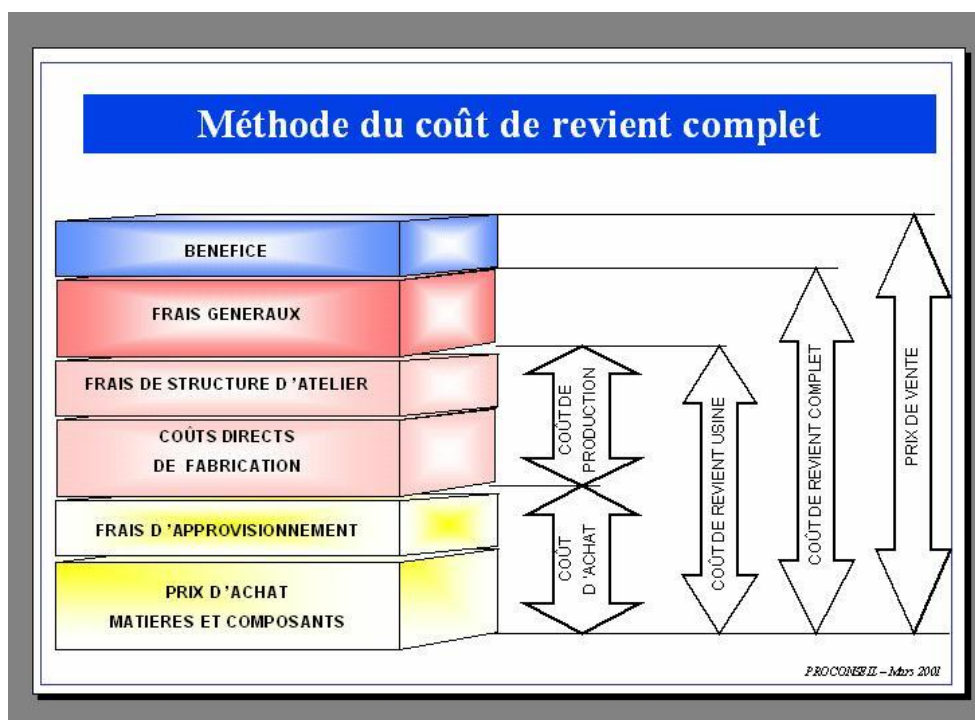 Méthode du coût de revient complet
BENEFICE
FRAIS GENERAUX
FRAIS DE STRUCTURE D 'ATELIER
COÛTS DIRECTS
DE FABRICATION
FRAIS D 'APPROVISIONNEMENT
PRIX D 'ACHAT
MATIERES ET COMPOSANTS
COÛT DE
PRODUCTION
COÛT
D 'ACHAT
COÛT DE REVIENT USINE
COÛT DE REVIENT COMPLET
PRIX DE VENTE
PROCONSEIL – Mars 2001